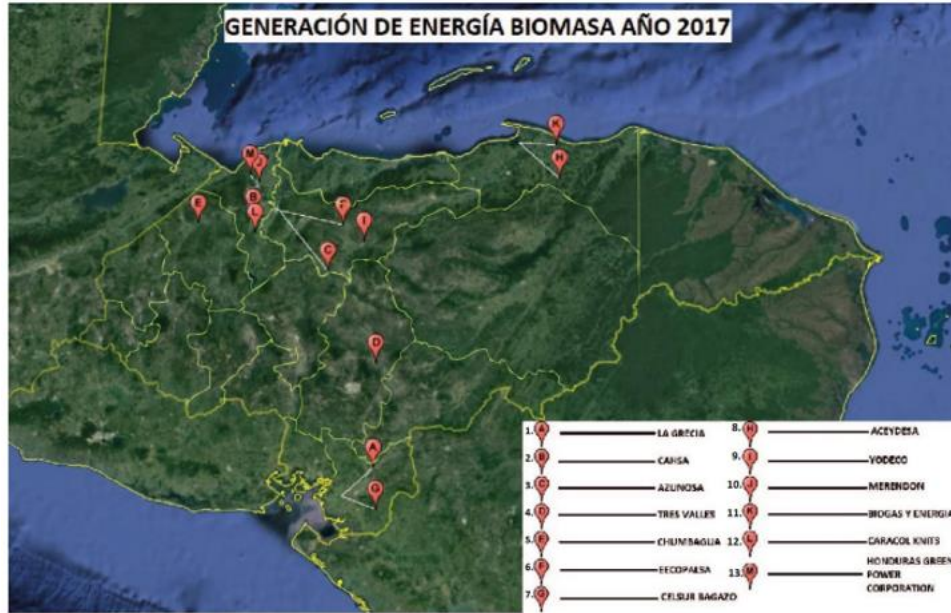 GENERACIÓN DE ENERGÍA BIOMASA AÑO 2017
K
M
J
H
B
E
L
F
I
C
D
A
G
1. A LA GRECIA
2. B CAHSA
3. C AZUNOSA
4. D TRES VALLES
5. E CHUMBAGUA
6. F EECOPALSA
7. G CELSUR BAGAZO
8. H ACEYDESA
9. I YODECO
10. J MERENDON
11. K BIOGAS Y ENERGIA
12. L CARACOL KNITS
13. M HONDURAS GREEN
POWER
CORPORATION